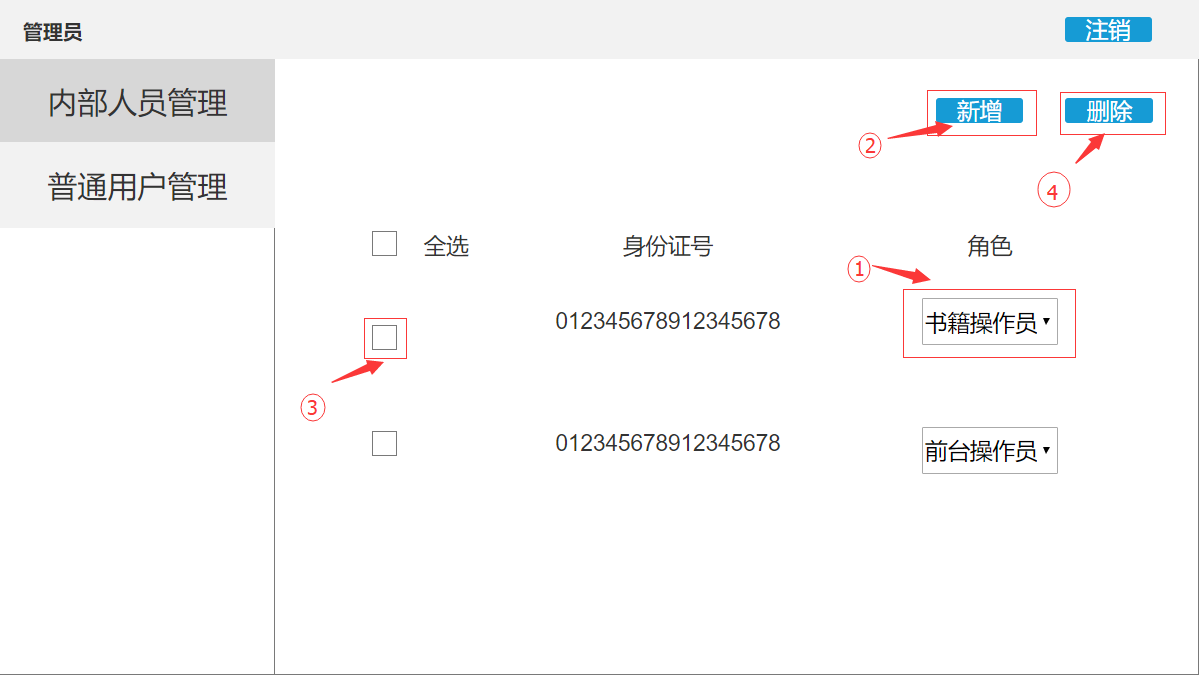 管理员
注销
内部人员管理
新增
删除
②
普通用户管理
④
全选 身份证号 角色
①
012345678912345678 书籍操作员
③
012345678912345678 前台操作员